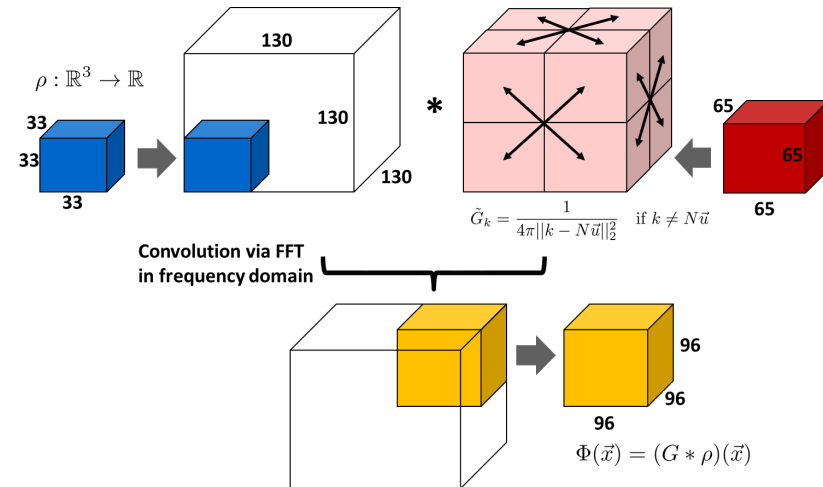 130
ρ : ℝ³ → ℝ
33
130
*
65
33
65
130
33
65
G̃ₖ = 1 / (4π||k − Nu⃗||₂²) if k ≠ Nu⃗
Convolution via FFT
in frequency domain
96
96
96
Φ(x⃗) = (G ∗ ρ)(x⃗)